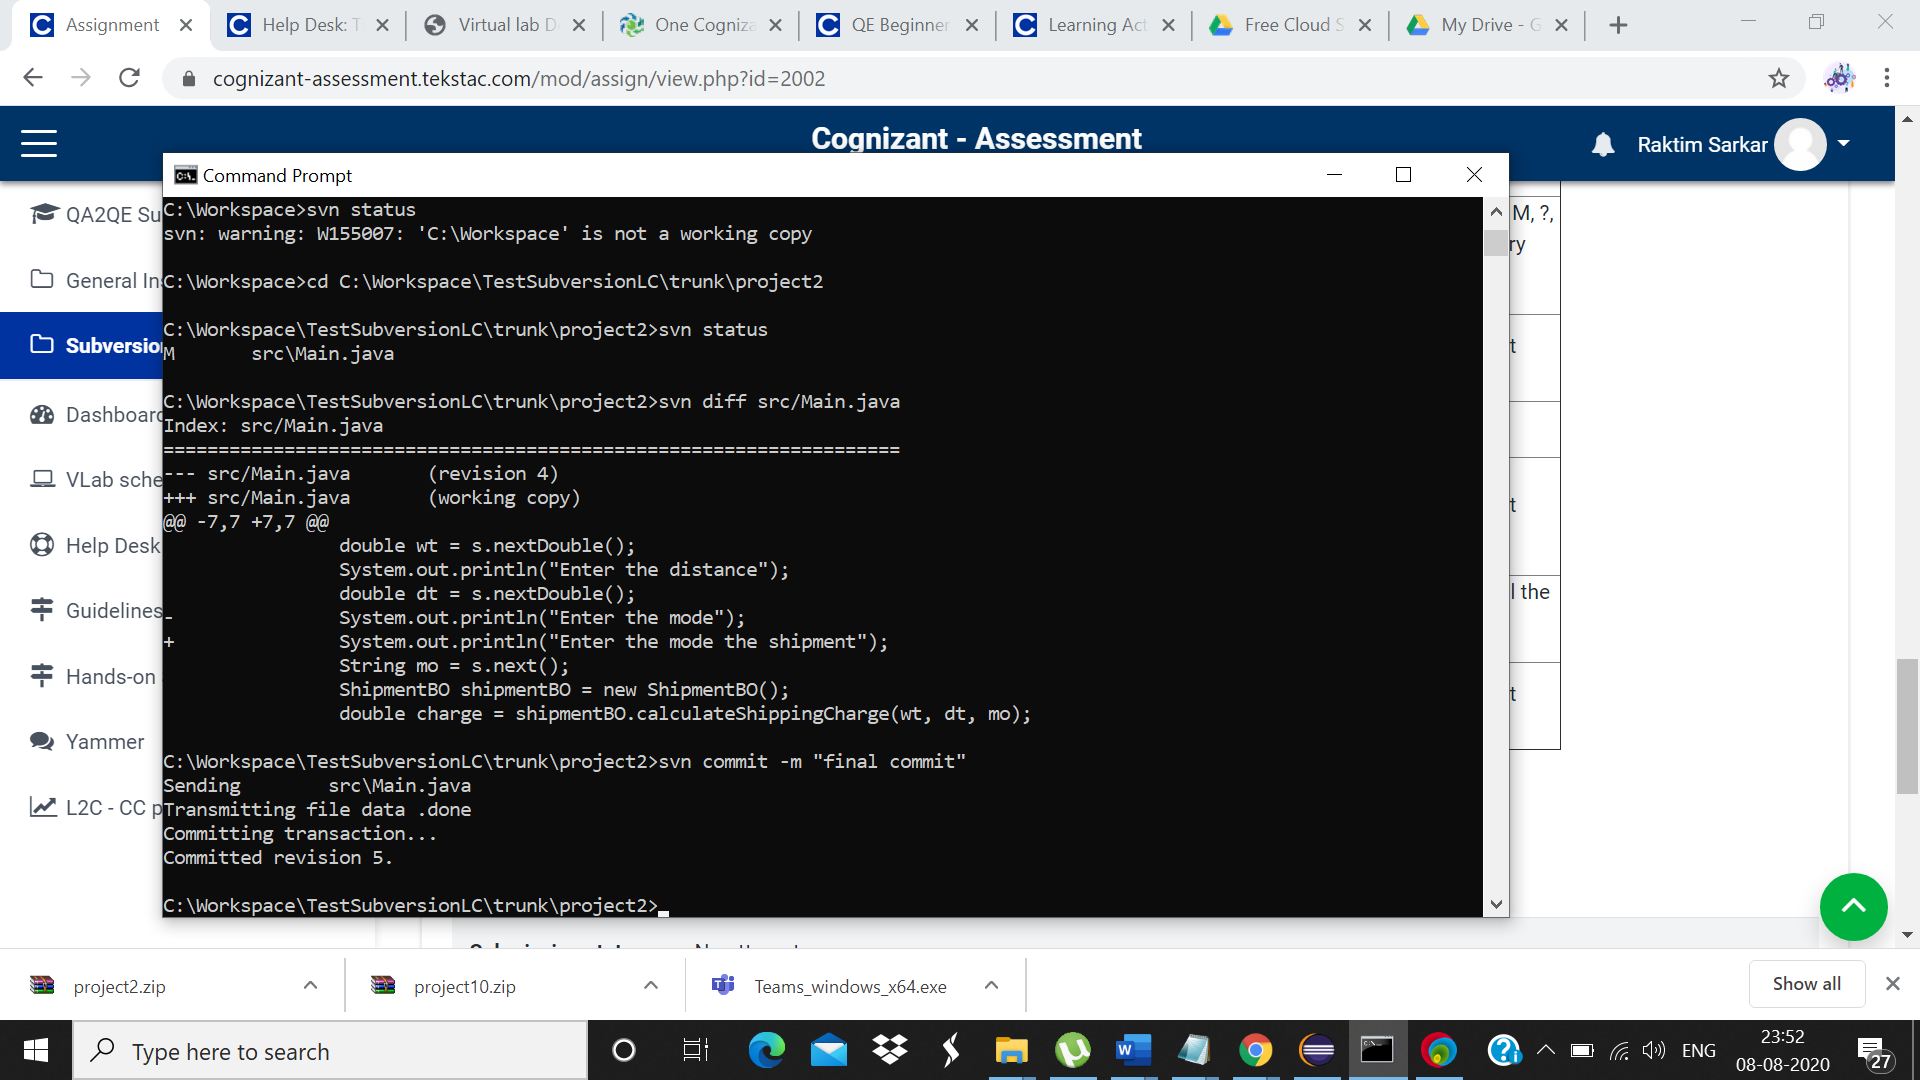 Assignment
Help Desk: T
Virtual lab D
One Cogniza
QE Beginner
Learning Act
Free Cloud S
My Drive - G
cognizant-assessment.tekstac.com/mod/assign/view.php?id=2002
Cognizant - Assessment
Raktim Sarkar
QA2QE Su
General In
Subversio
Dashboard
VLab sche
Help Desk
Guidelines
Hands-on
Yammer
L2C - CC p
Command Prompt
C:\Workspace>svn status
svn: warning: W155007: 'C:\Workspace' is not a working copy
C:\Workspace>cd C:\Workspace\TestSubversionLC\trunk\project2
C:\Workspace\TestSubversionLC\trunk\project2>svn status
M       src\Main.java
C:\Workspace\TestSubversionLC\trunk\project2>svn diff src/Main.java
Index: src/Main.java
===================================================================
--- src/Main.java       (revision 4)
+++ src/Main.java       (working copy)
@@ -7,7 +7,7 @@
                double wt = s.nextDouble();
                System.out.println("Enter the distance");
                double dt = s.nextDouble();
-               System.out.println("Enter the mode");
+               System.out.println("Enter the mode the shipment");
                String mo = s.next();
                ShipmentBO shipmentBO = new ShipmentBO();
                double charge = shipmentBO.calculateShippingCharge(wt, dt, mo);
C:\Workspace\TestSubversionLC\trunk\project2>svn commit -m "final commit"
Sending        src\Main.java
Transmitting file data .done
Committing transaction...
Committed revision 5.
C:\Workspace\TestSubversionLC\trunk\project2>
M, ?,
ry
t
t
l the
t
project2.zip
project10.zip
Teams_windows_x64.exe
Show all
Type here to search
ENG
23:52
08-08-2020
27